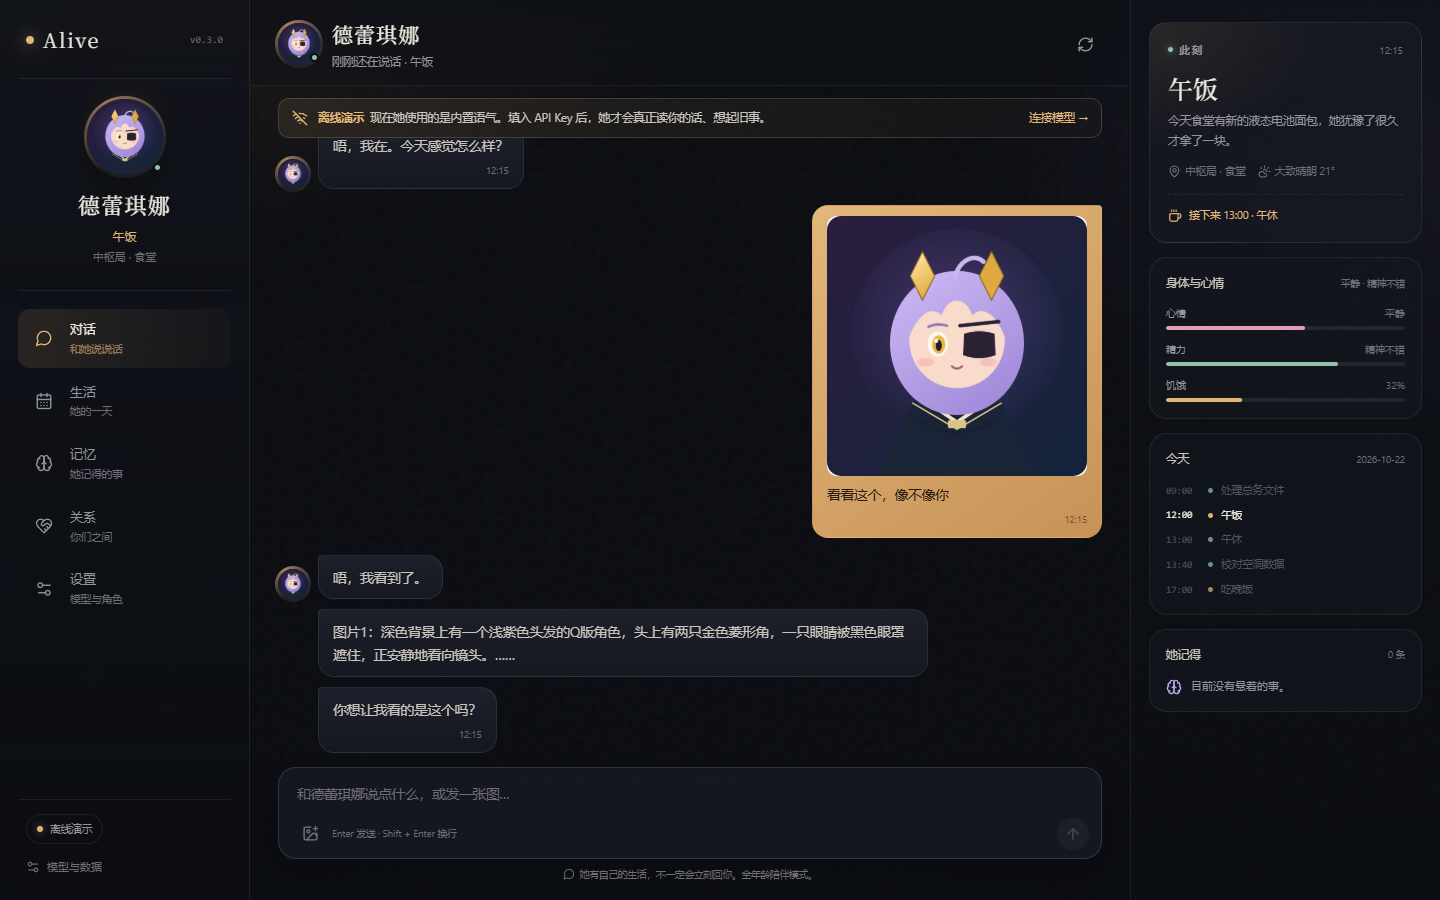 Alive
v0.3.0
德蕾琪娜
午饭
中枢局 · 食堂
对话
和她说说话
生活
她的一天
记忆
她记得的事
关系
你们之间
设置
模型与角色
离线演示
模型与数据
德蕾琪娜
刚刚还在说话 · 午饭
离线演示 现在她使用的是内置语气。填入 API Key 后，她才会真正读你的话、想起旧事。
连接模型 →
唔，我在。今天感觉怎么样？
12:15
看看这个，像不像你
12:15
唔，我看到了。
图片1：深色背景上有一个浅紫色头发的Q版角色，头上有两只金色菱形角，一只眼睛被黑色眼罩
遮住，正安静地看向镜头。……
你想让我看的是这个吗？
12:15
和德蕾琪娜说点什么，或发一张图...
Enter 发送 · Shift + Enter 换行
她有自己的生活，不一定会立刻回你。全年龄陪伴模式。
此刻
12:15
午饭
今天食堂有新的液态电池面包，她犹豫了很久
才拿了一块。
中枢局 · 食堂
大致晴朗 21°
接下来 13:00 · 午休
身体与心情
平静 · 精神不错
心情
平静
精力
精神不错
饥饿
32%
今天
2026-10-22
09:00 处理总务文件
12:00 午饭
13:00 午休
13:40 校对空洞数据
17:00 吃晚饭
她记得
0 条
目前没有悬着的事。